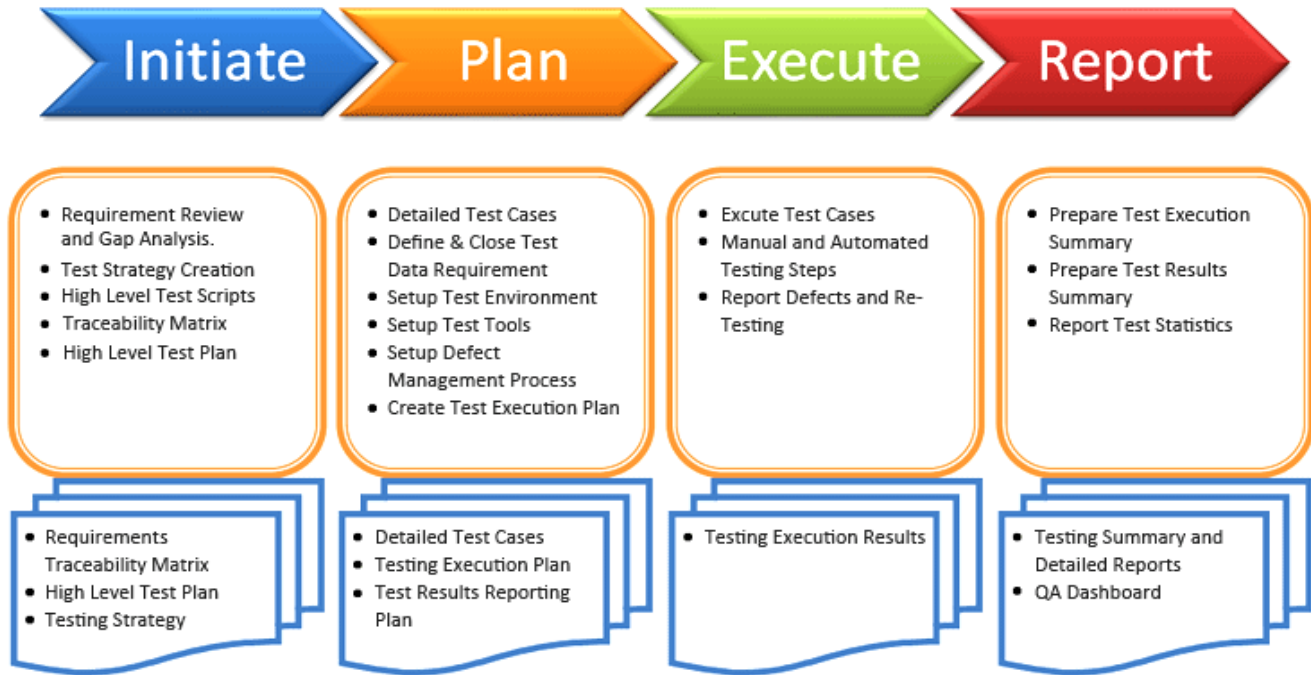 Initiate
Plan
Execute
Report
• Requirement Review
and Gap Analysis.
• Test Strategy Creation
• High Level Test Scripts
• Traceability Matrix
• High Level Test Plan
• Detailed Test Cases
• Define & Close Test
Data Requirement
• Setup Test Environment
• Setup Test Tools
• Setup Defect
Management Process
• Create Test Execution Plan
• Excute Test Cases
• Manual and Automated
Testing Steps
• Report Defects and Re-
Testing
• Prepare Test Execution
Summary
• Prepare Test Results
Summary
• Report Test Statistics
• Requirements
Traceability Matrix
• High Level Test Plan
• Testing Strategy
• Detailed Test Cases
• Testing Execution Plan
• Test Results Reporting
Plan
• Testing Execution Results
• Testing Summary and
Detailed Reports
• QA Dashboard